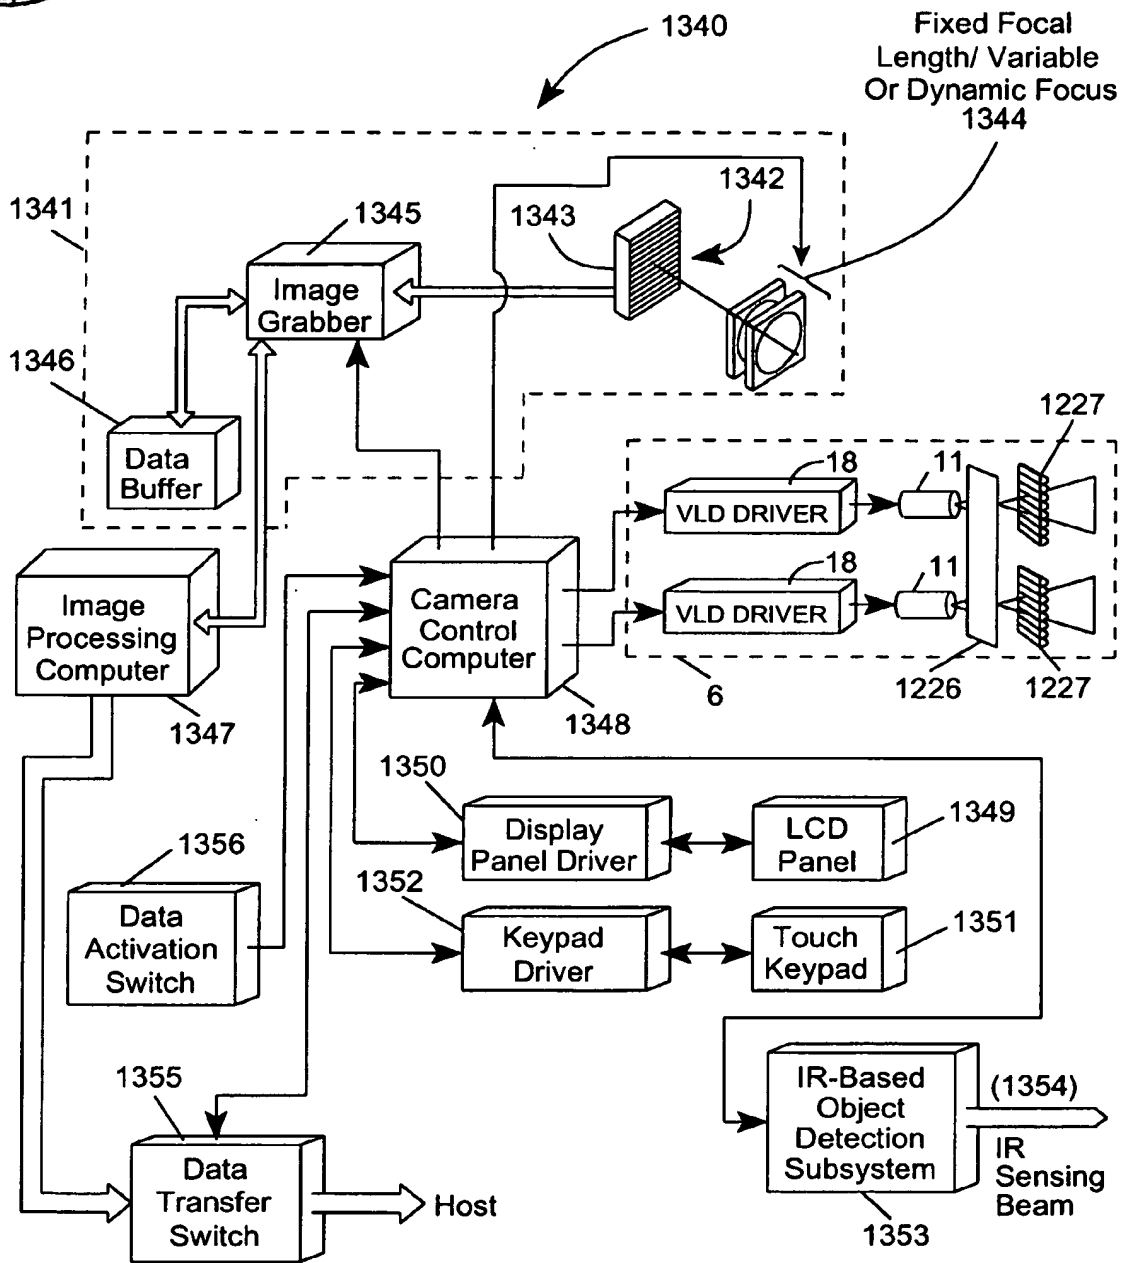 1340
Fixed Focal
Length/ Variable
Or Dynamic Focus
1344
1341
1345
1343
1342
Image
Grabber
1346
Data
Buffer
1227
18
11
VLD DRIVER
18
11
VLD DRIVER
Image
Processing
Computer
Camera
Control
Computer
1226
1227
6
1347
1348
1350
Display
Panel Driver
LCD
Panel
1349
1356
Data
Activation
Switch
1352
Keypad
Driver
Touch
Keypad
1351
1355
Data
Transfer
Switch
Host
IR-Based
Object
Detection
Subsystem
(1354)
IR
Sensing
Beam
1353